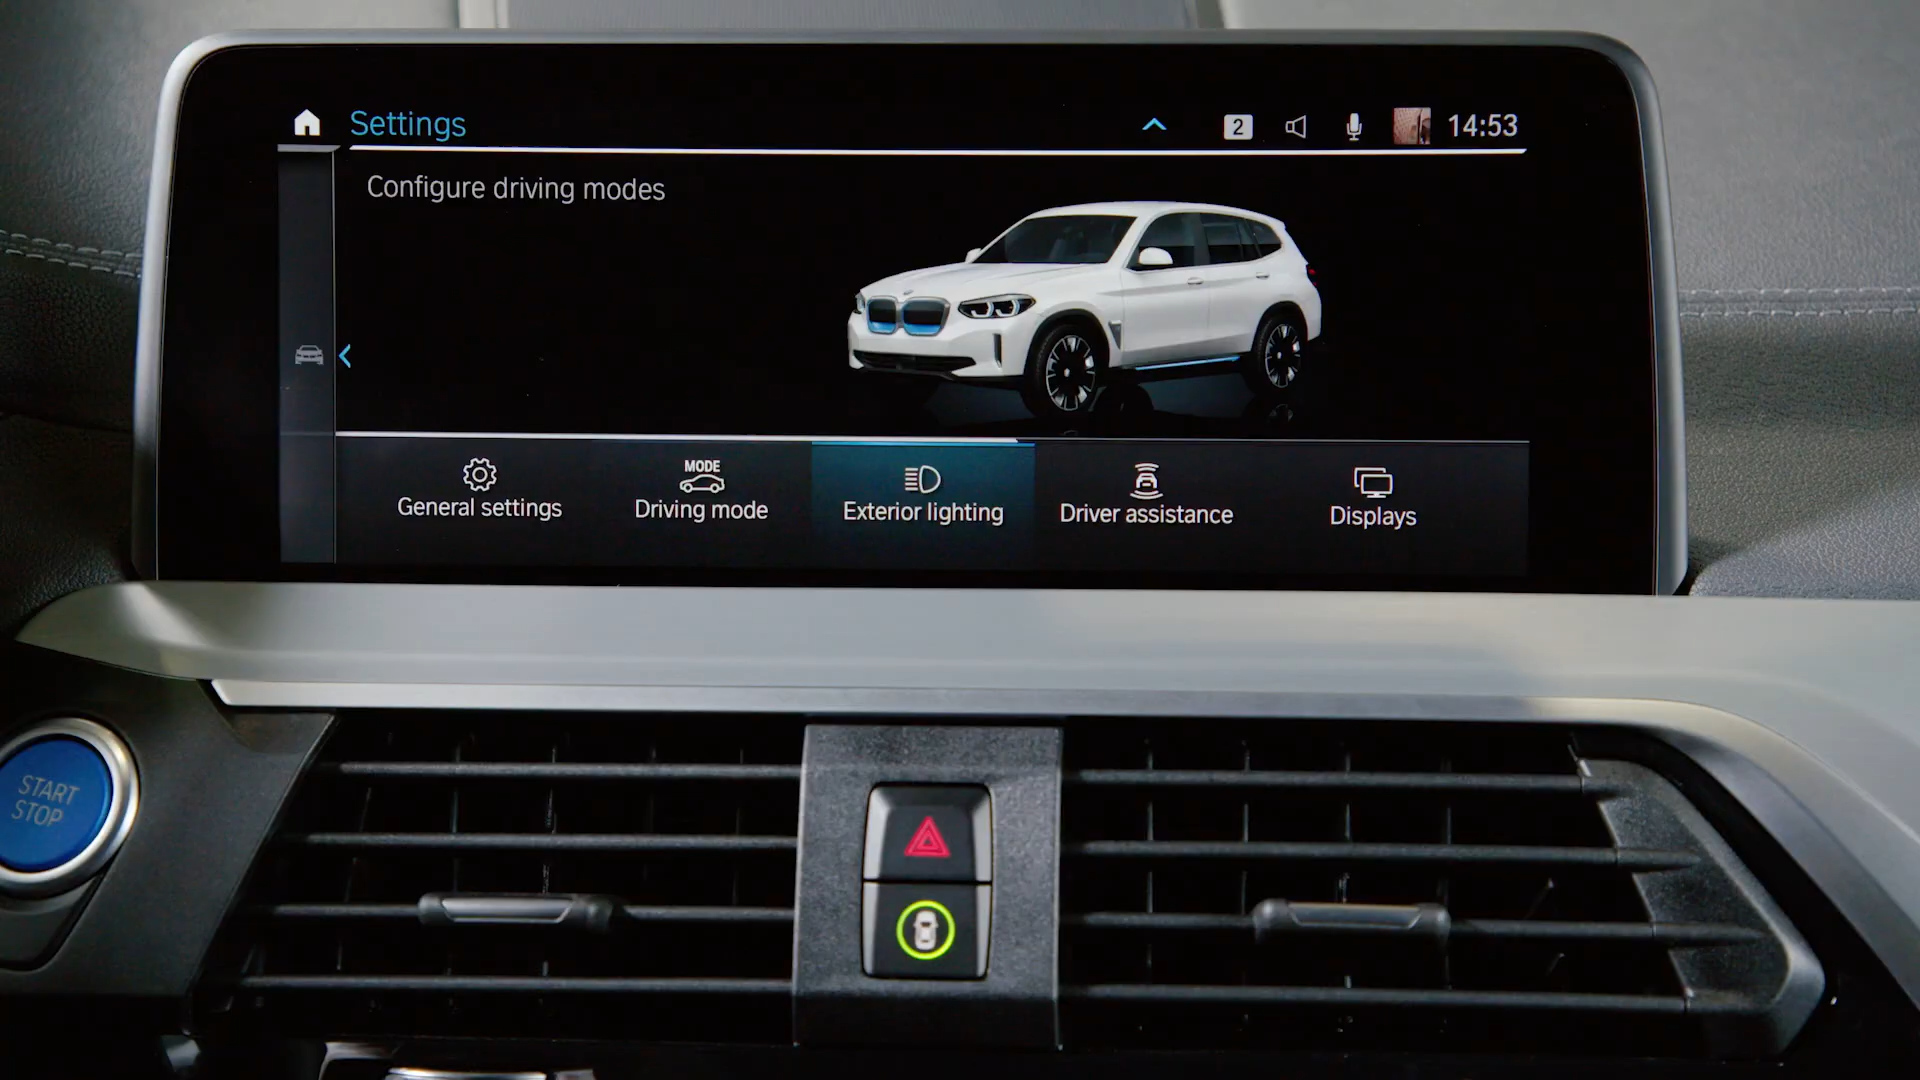 Settings
2
14:53
Configure driving modes
General settings
MODE
Driving mode
Exterior lighting
Driver assistance
Displays
START
STOP